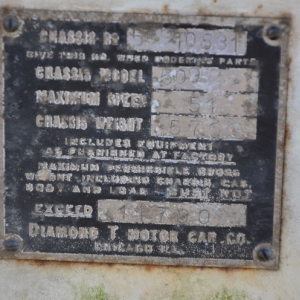 CHASSIS NO
GIVE THIS NO. WHEN ORDERING PARTS
CHASSIS MODEL
MAXIMUM SPEED 51
CHASSIS WEIGHT
INCLUDES EQUIPMENT
AS FURNISHED AT FACTORY
MAXIMUM PERMISSIBLE GROSS
WEIGHT, INCLUDING CHASSIS, CAB,
BODY AND LOAD MUST NOT
EXCEED
DIAMOND T MOTOR CAR CO.
CHICAGO ILL.